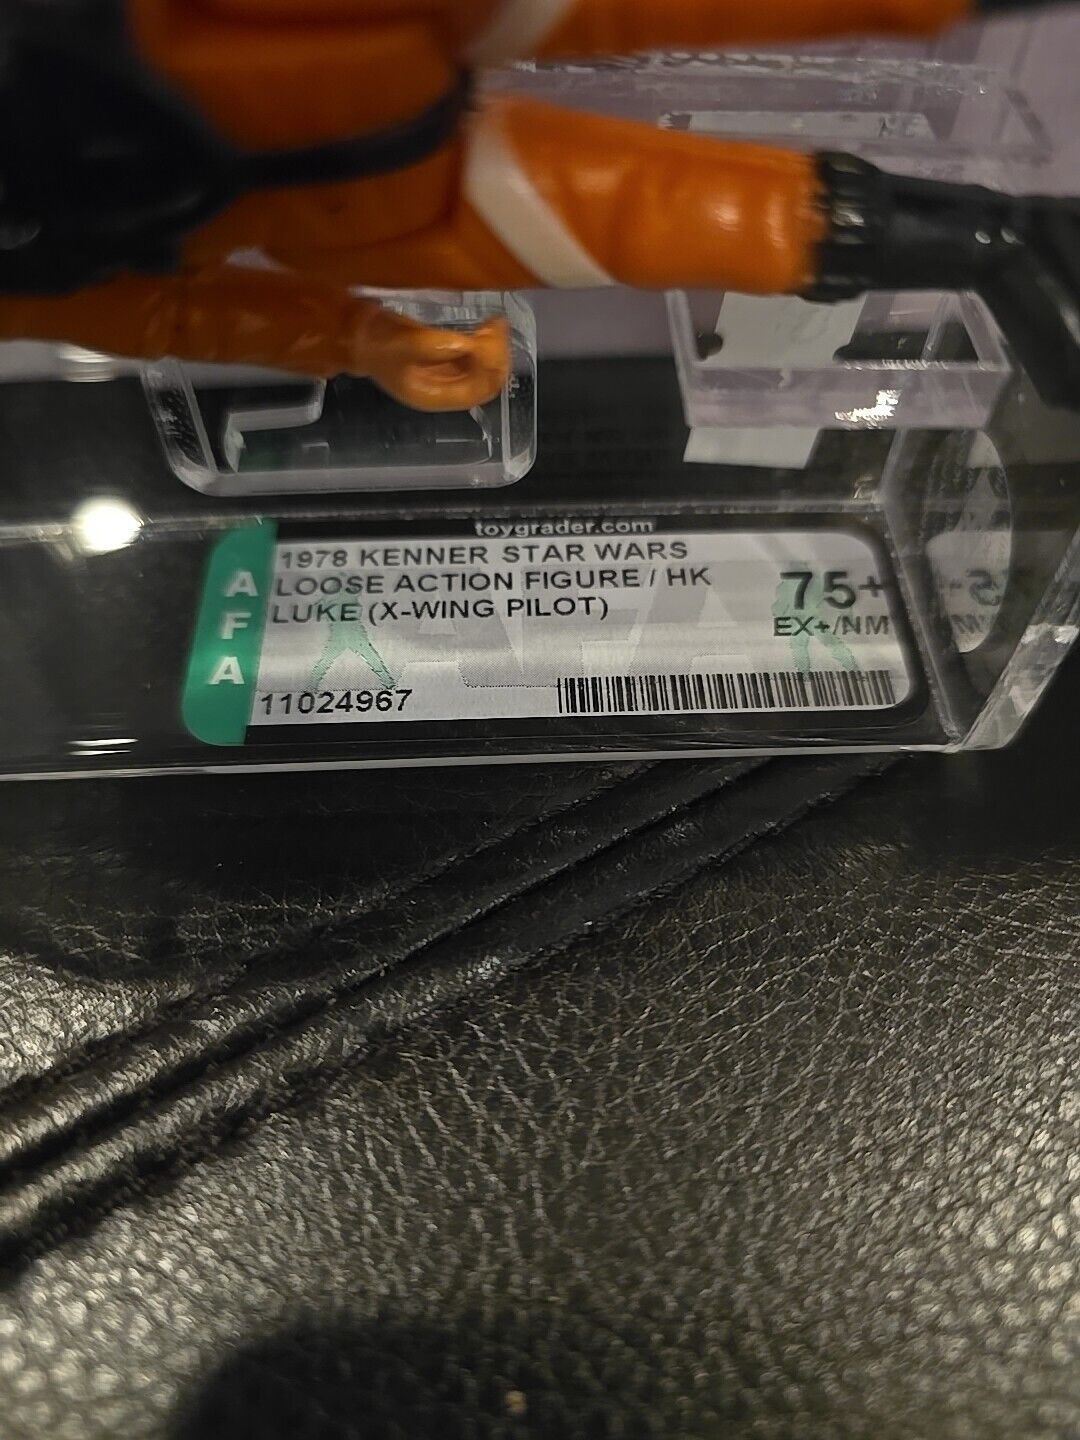 toygrader.com
AFA
1978 KENNER STAR WARS
LOOSE ACTION FIGURE / HK
LUKE (X-WING PILOT)
75+
EX+/NM
11024967